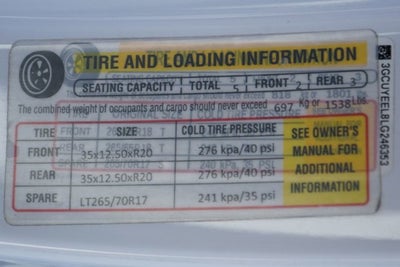 TIRE AND LOADING INFORMATION
SEATING CAPACITY TOTAL 5 FRONT 2 REAR 3
The combined weight of occupants and cargo should never exceed 697 Kg or 1538Lbs
TIRE SIZE COLD TIRE PRESSURE SEE OWNER'S MANUAL FOR ADDITIONAL INFORMATION
FRONT 35x12.50xR20 276 kpa/40 psi
REAR 35x12.50xR20 276 kpa/40 psi
SPARE LT265/70R17 241 kpa/35 psi
3GCUYEEL8LG246353